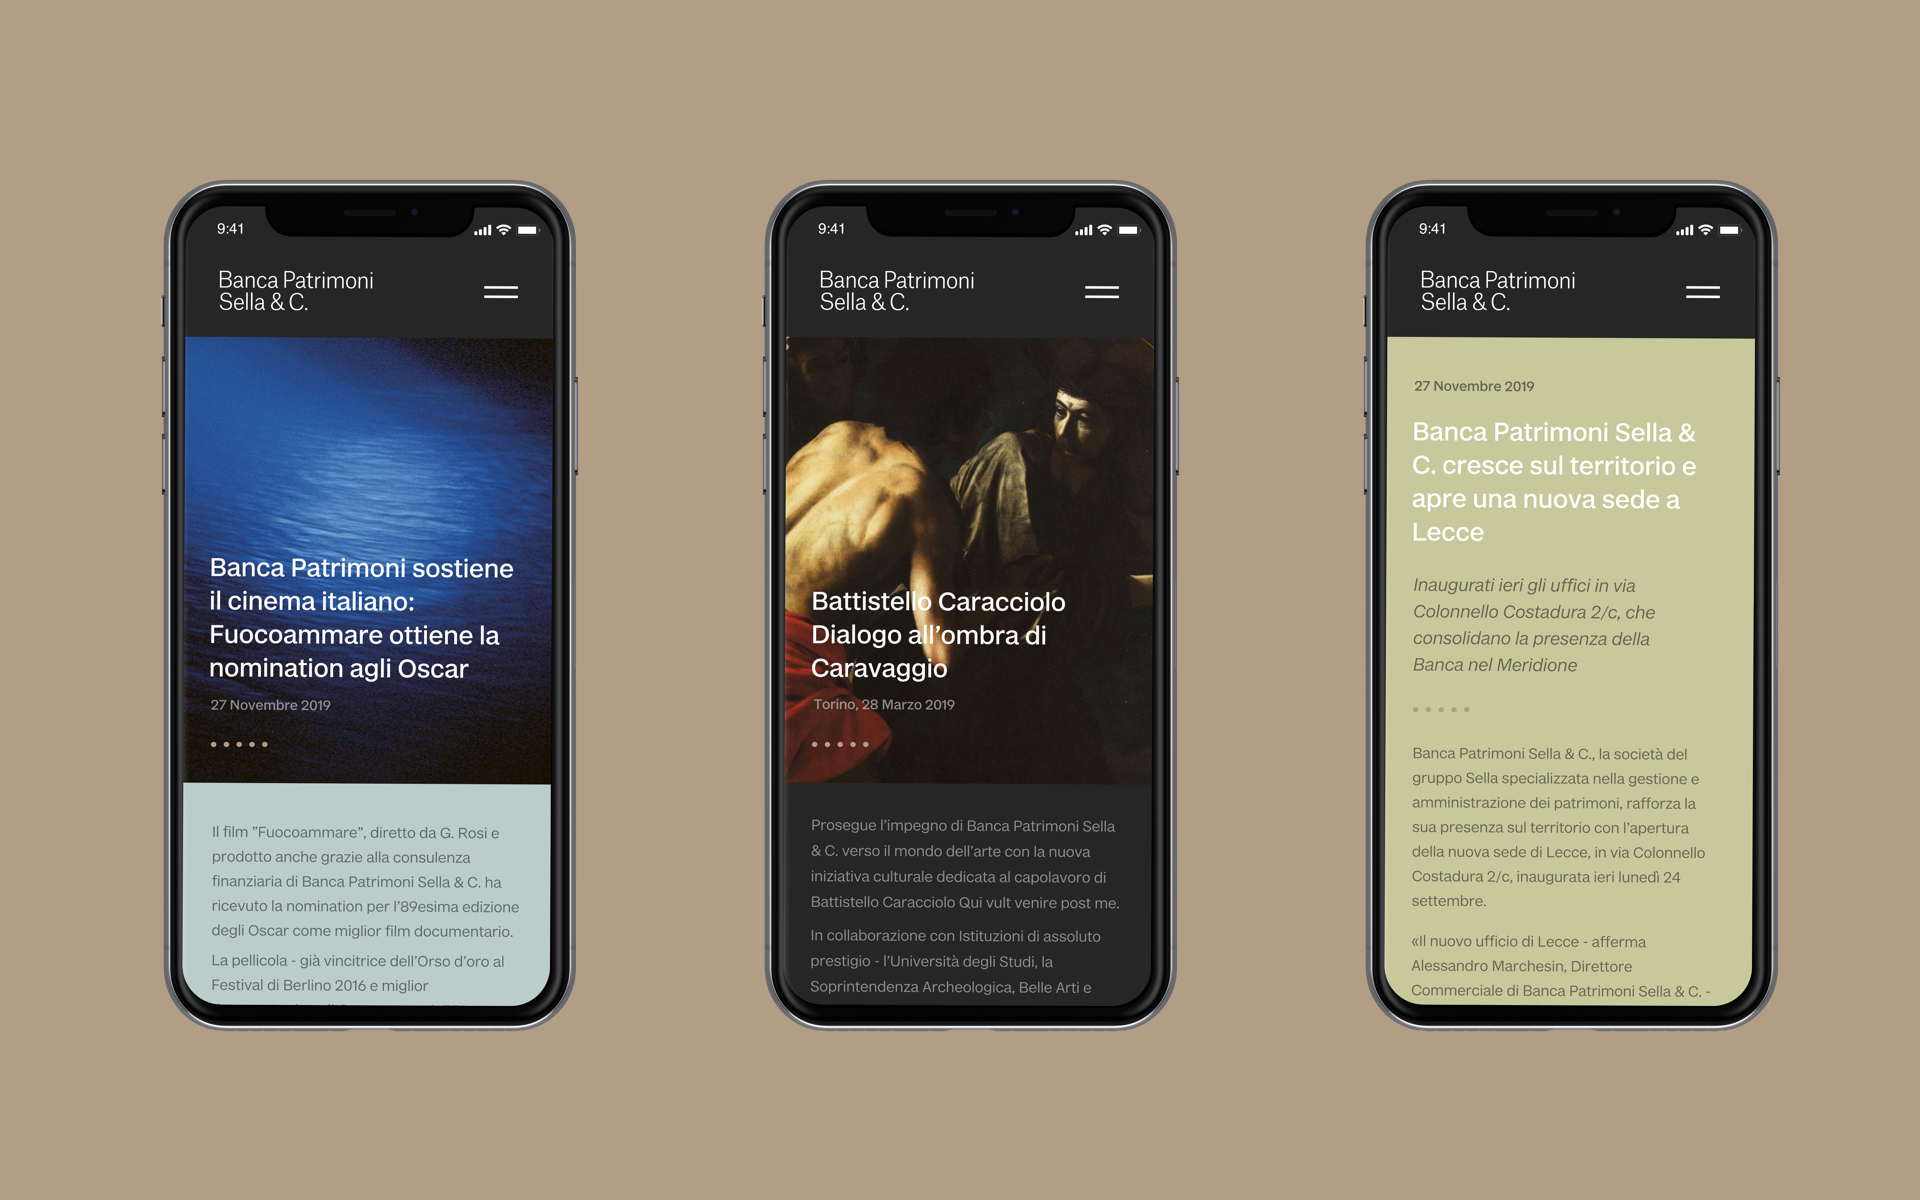 9:41
Banca Patrimoni
Sella & C.
Banca Patrimoni sostiene
il cinema italiano:
Fuocoammare ottiene la
nomination agli Oscar
27 Novembre 2019
Il film ”Fuocoammare”, diretto da G. Rosi e
prodotto anche grazie alla consulenza
finanziaria di Banca Patrimoni Sella & C. ha
ricevuto la nomination per l’89esima edizione
degli Oscar come miglior film documentario.
La pellicola - già vincitrice dell’Orso d’oro al
Festival di Berlino 2016 e miglior
9:41
Banca Patrimoni
Sella & C.
Battistello Caracciolo
Dialogo all’ombra di
Caravaggio
Torino, 28 Marzo 2019
Prosegue l’impegno di Banca Patrimoni Sella
& C. verso il mondo dell’arte con la nuova
iniziativa culturale dedicata al capolavoro di
Battistello Caracciolo Qui vult venire post me.
In collaborazione con Istituzioni di assoluto
prestigio - l’Università degli Studi, la
Soprintendenza Archeologica, Belle Arti e
9:41
Banca Patrimoni
Sella & C.
27 Novembre 2019
Banca Patrimoni Sella &
C. cresce sul territorio e
apre una nuova sede a
Lecce
Inaugurati ieri gli uffici in via
Colonnello Costadura 2/c, che
consolidano la presenza della
Banca nel Meridione
Banca Patrimoni Sella & C., la società del
gruppo Sella specializzata nella gestione e
amministrazione dei patrimoni, rafforza la
sua presenza sul territorio con l’apertura
della nuova sede di Lecce, in via Colonnello
Costadura 2/c, inaugurata ieri lunedì 24
settembre.
«Il nuovo ufficio di Lecce - afferma
Alessandro Marchesin, Direttore
Commerciale di Banca Patrimoni Sella & C. -